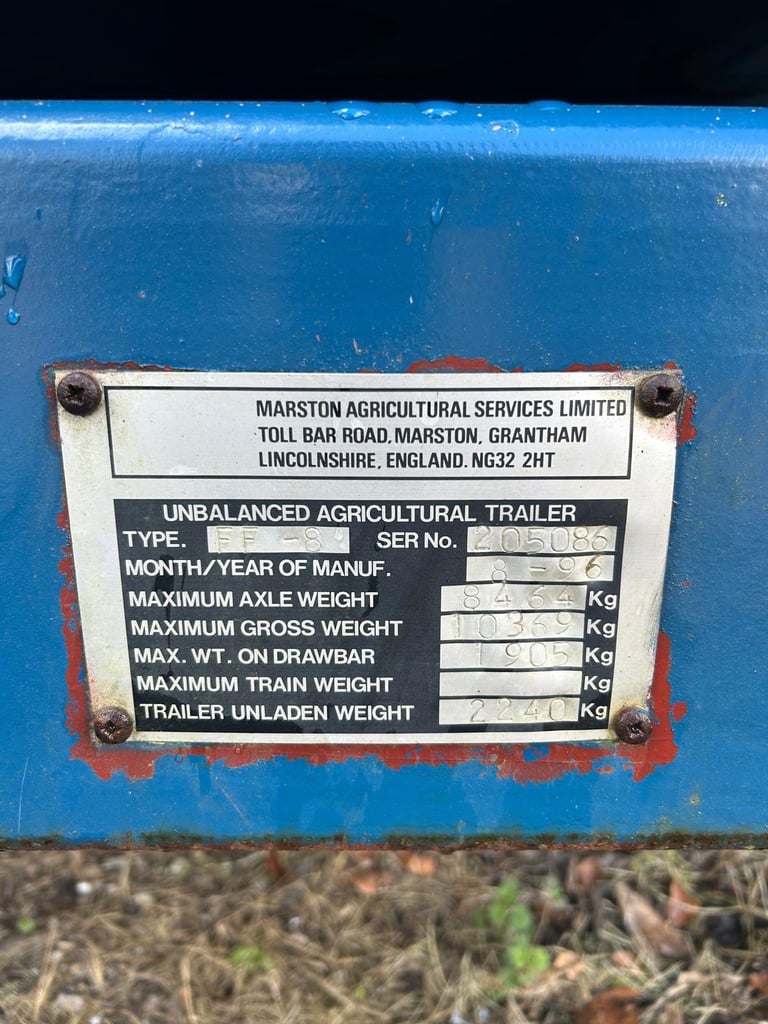 MARSTON AGRICULTURAL SERVICES LIMITED
TOLL BAR ROAD, MARSTON, GRANTHAM
LINCOLNSHIRE, ENGLAND. NG32 2HT
UNBALANCED AGRICULTURAL TRAILER
TYPE. FF -8 SER No. 205086
MONTH/YEAR OF MANUF. 8-96
MAXIMUM AXLE WEIGHT 8464 Kg
MAXIMUM GROSS WEIGHT 10369 Kg
MAX. WT. ON DRAWBAR 1905 Kg
MAXIMUM TRAIN WEIGHT Kg
TRAILER UNLADEN WEIGHT 2240 Kg